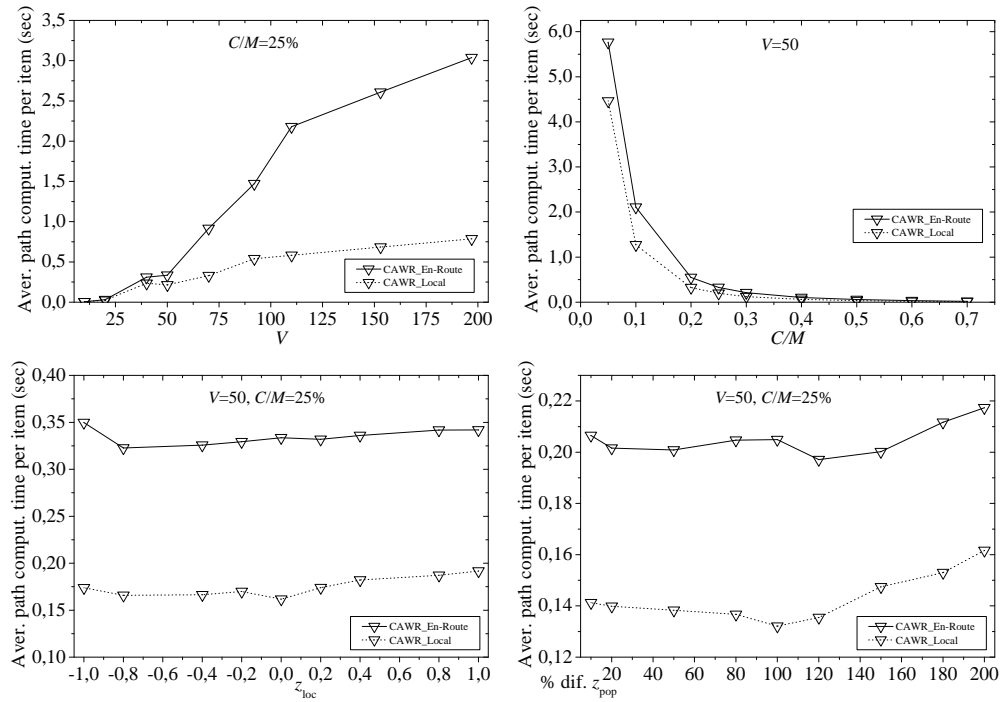 Aver. path comput. time per item (sec)
3,5
3,0
2,5
2,0
1,5
1,0
0,5
0,0
C/M=25%
CAWR_En-Route
CAWR_Local
25 50 75 100 125 150 175 200
V
Aver. path comput. time per item (sec)
6,0
5,0
4,0
3,0
2,0
1,0
0,0
V=50
CAWR_En-Route
CAWR_Local
0,0 0,1 0,2 0,3 0,4 0,5 0,6 0,7
C/M
Aver. path comput. time per item (sec)
0,40
0,35
0,30
0,25
0,20
0,15
0,10
V=50, C/M=25%
CAWR_En-Route
CAWR_Local
-1,0 -0,8 -0,6 -0,4 -0,2 0,0 0,2 0,4 0,6 0,8 1,0
zloc
Aver. path comput. time per item (sec)
0,22
0,20
0,18
0,16
0,14
0,12
V=50, C/M=25%
CAWR_En-Route
CAWR_Local
20 40 60 80 100 120 140 160 180 200
% dif. zpop